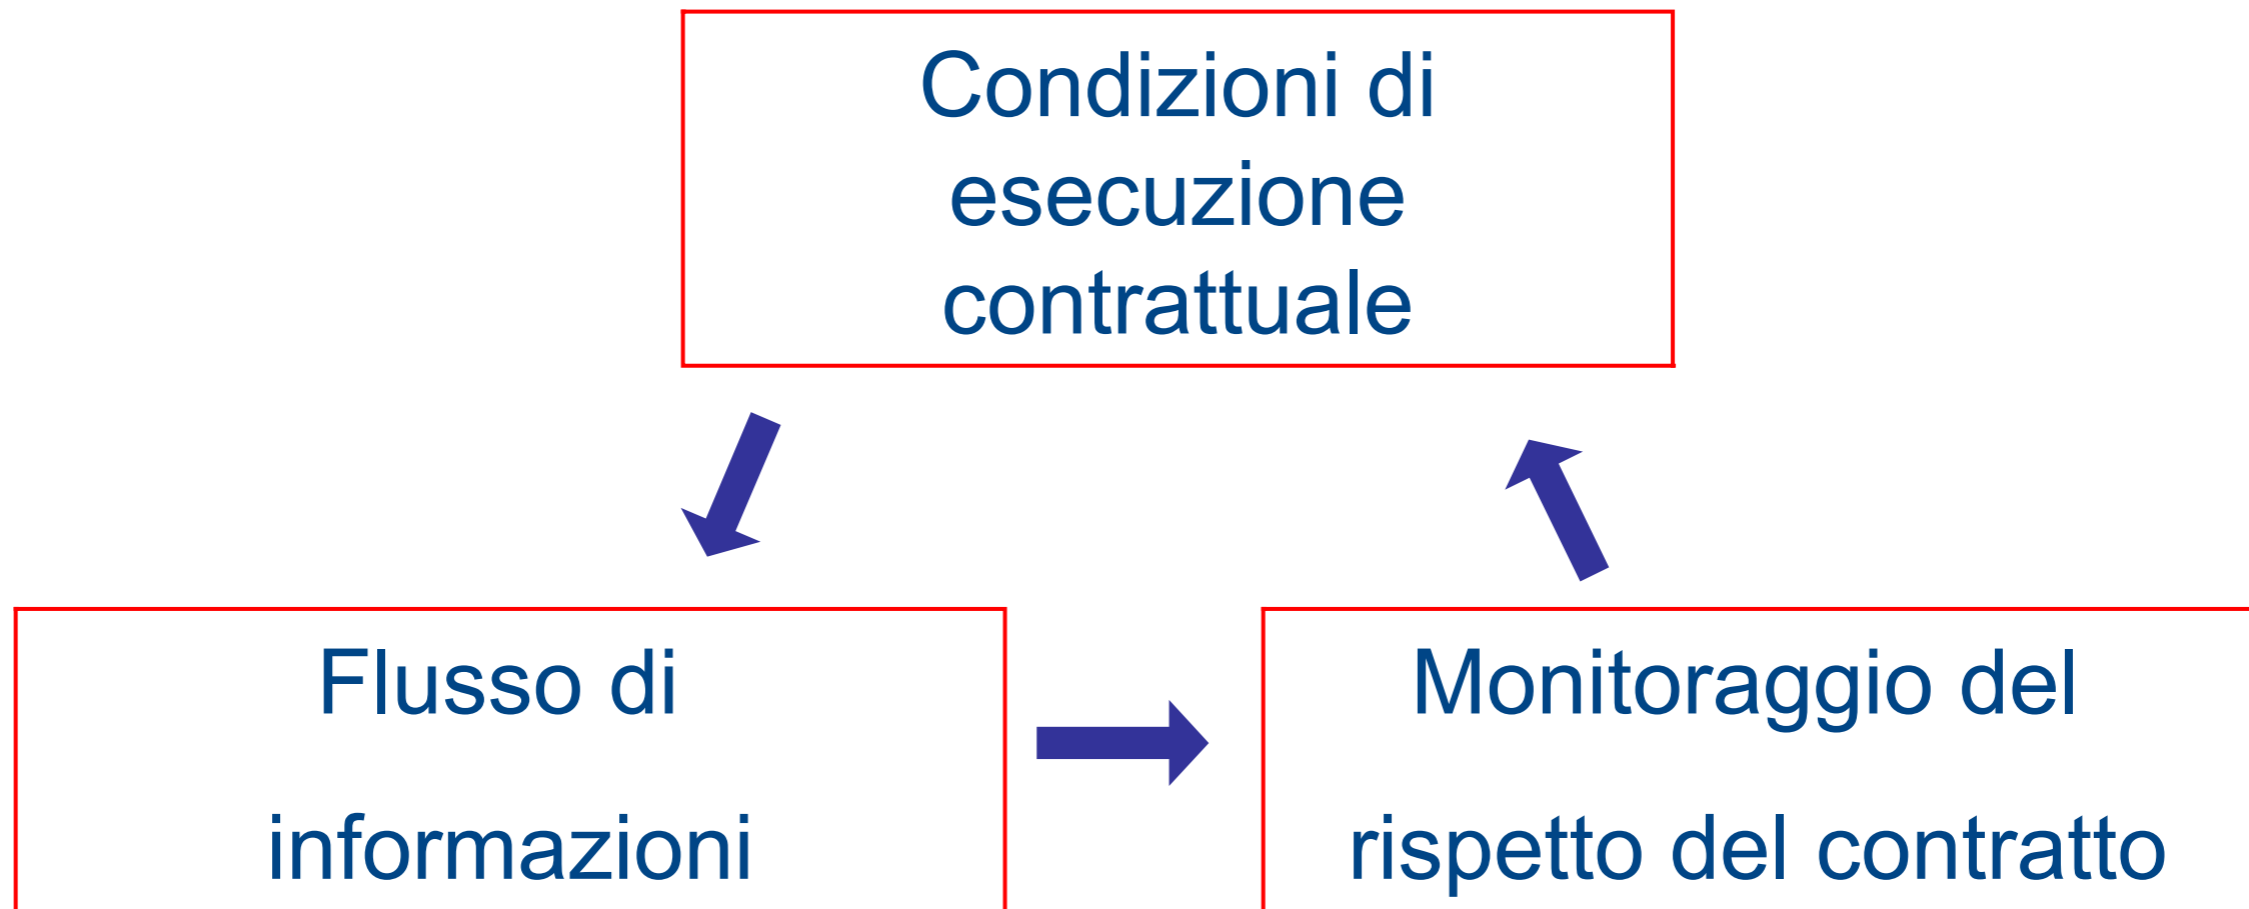 Condizioni di
esecuzione
contrattuale
Flusso di
informazioni
Monitoraggio del
rispetto del contratto